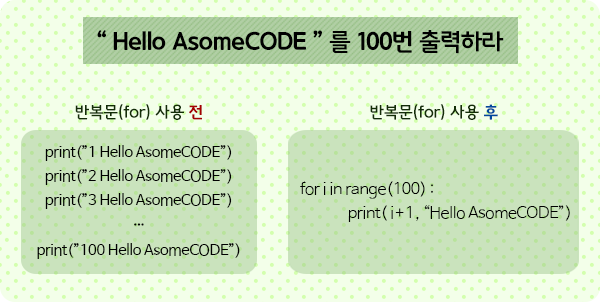 “ Hello AsomeCODE ” 를 100번 출력하라
반복문(for) 사용 전
print(”1 Hello AsomeCODE”)
print(”2 Hello AsomeCODE”)
print(”3 Hello AsomeCODE”)
...
print(”100 Hello AsomeCODE”)
반복문(for) 사용 후
for i in range(100) :
print( i+1, “Hello AsomeCODE”)